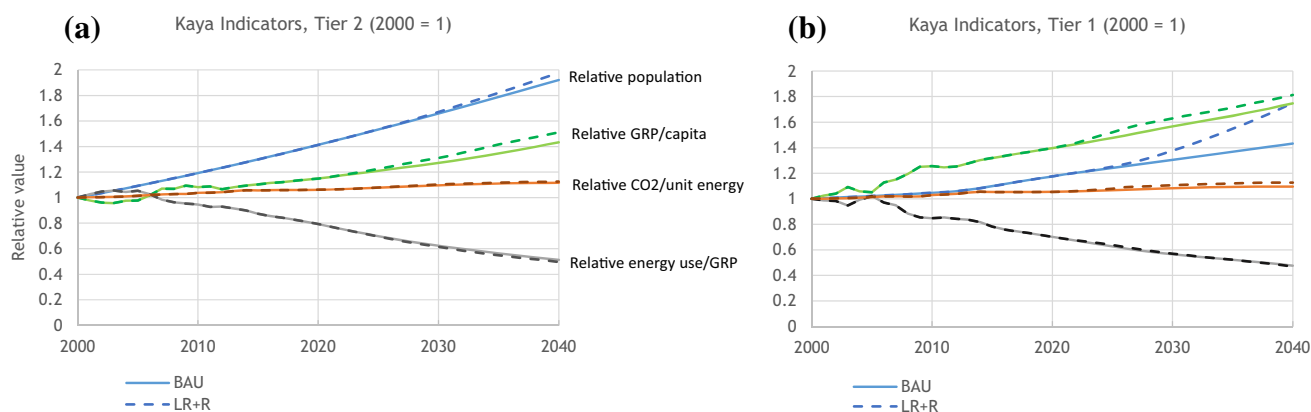 (a)
Kaya Indicators, Tier 2 (2000 = 1)
Relative value
2
1.8
1.6
1.4
1.2
1
0.8
0.6
0.4
0.2
0
2000 2010 2020 2030 2040
Relative population
Relative GRP/capita
Relative CO2/unit energy
Relative energy use/GRP
BAU
LR+R
(b)
Kaya Indicators, Tier 1 (2000 = 1)
2
1.8
1.6
1.4
1.2
1
0.8
0.6
0.4
0.2
0
2000 2010 2020 2030 2040
BAU
LR+R